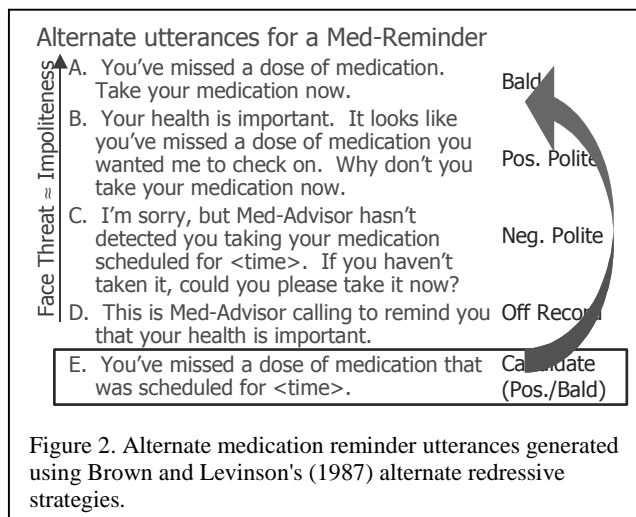 Alternate utterances for a Med-Reminder
Face Threat ≈ Impoliteness
A. You've missed a dose of medication.
Take your medication now.
Bald
B. Your health is important. It looks like
you've missed a dose of medication you
wanted me to check on. Why don't you
take your medication now.
Pos. Polite
C. I'm sorry, but Med-Advisor hasn't
detected you taking your medication
scheduled for <time>. If you haven't
taken it, could you please take it now?
Neg. Polite
D. This is Med-Advisor calling to remind you
that your health is important.
Off Record
E. You've missed a dose of medication that
was scheduled for <time>.
Candidate
(Pos./Bald)
Figure 2. Alternate medication reminder utterances generated
using Brown and Levinson's (1987) alternate redressive
strategies.